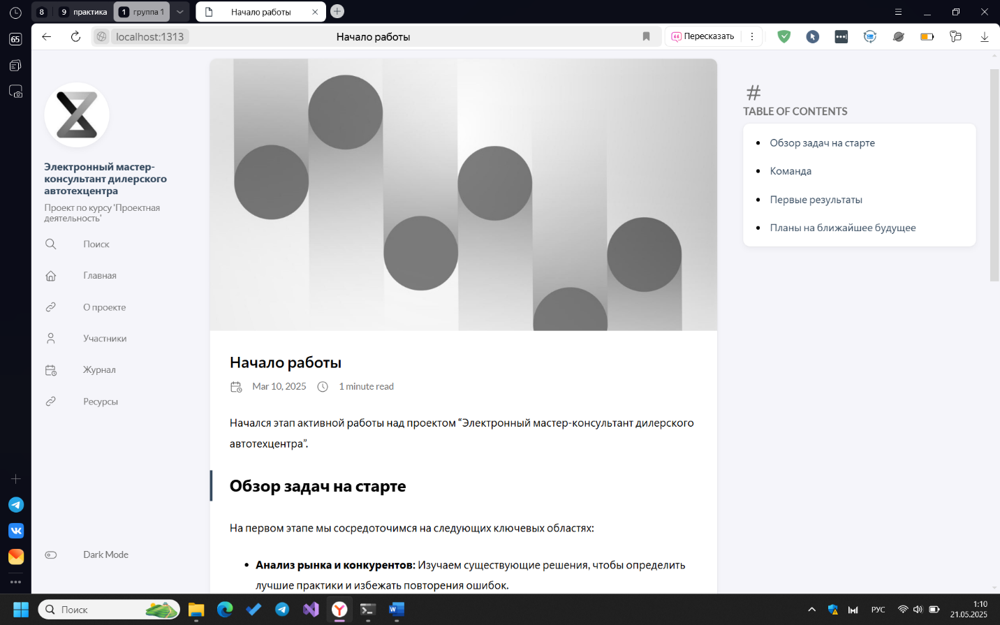 8
9 практика
1 группа 1
Начало работы
65
localhost:1313
Начало работы
Пересказать
Электронный мастер-
консультант дилерского
автотехцентра
Проект по курсу 'Проектная
деятельность'
Поиск
Главная
О проекте
Участники
Журнал
Ресурсы
Dark Mode
Начало работы
Mar 10, 2025 1 minute read
Начался этап активной работы над проектом “Электронный мастер-консультант дилерского
автотехцентра”.
Обзор задач на старте
На первом этапе мы сосредоточимся на следующих ключевых областях:
• Анализ рынка и конкурентов: Изучаем существующие решения, чтобы определить
лучшие практики и избежать повторения ошибок.
#
TABLE OF CONTENTS
• Обзор задач на старте
• Команда
• Первые результаты
• Планы на ближайшее будущее
Поиск
РУС
1:10
21.05.2025